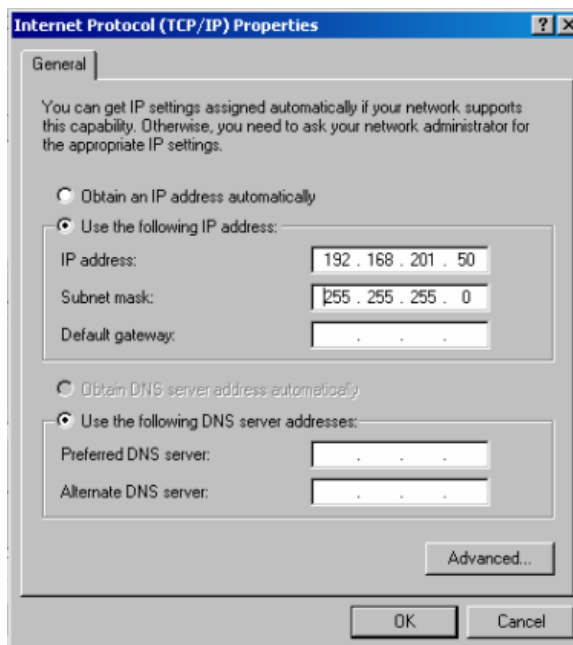 Internet Protocol (TCP/IP) Properties
General
You can get IP settings assigned automatically if your network supports
this capability. Otherwise, you need to ask your network administrator for
the appropriate IP settings.
Obtain an IP address automatically
Use the following IP address:
IP address: 192 . 168 . 201 . 50
Subnet mask: 255 . 255 . 255 . 0
Default gateway: . . .
Obtain DNS server address automatically
Use the following DNS server addresses:
Preferred DNS server: . . .
Alternate DNS server: . . .
Advanced...
OK Cancel